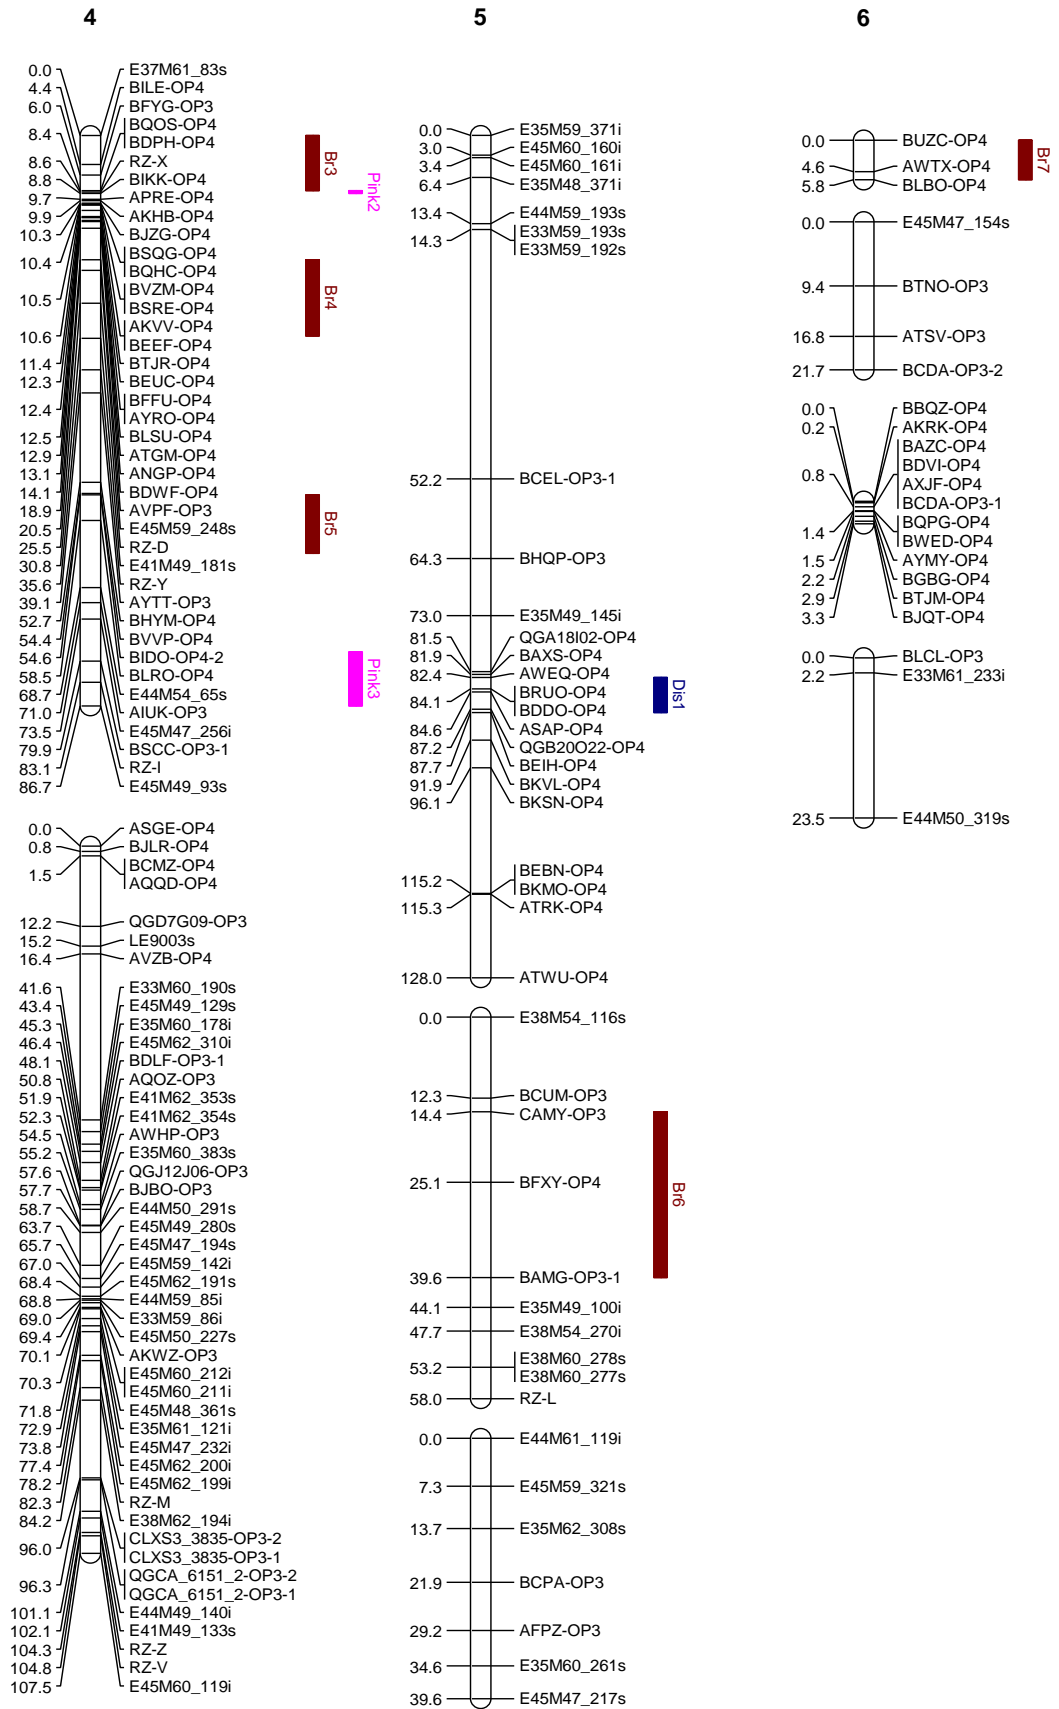 4
0.0 E37M61_83s
4.4 BILE-OP4
6.0 BFYG-OP3
8.4 BQOS-OP4
BDPH-OP4
8.6 RZ-X
8.8 BIKK-OP4
9.7 APRE-OP4
9.9 AKHB-OP4
10.3 BJZG-OP4
10.4 BSQG-OP4
BQHC-OP4
10.5 BVZM-OP4
BSRE-OP4
10.6 AKVV-OP4
BEEF-OP4
11.4 BTJR-OP4
12.3 BEUC-OP4
12.4 BFFU-OP4
AYRO-OP4
12.5 BLSU-OP4
12.9 ATGM-OP4
13.1 ANGP-OP4
14.1 BDWF-OP4
18.9 AVPF-OP3
20.5 E45M59_248s
25.5 RZ-D
30.8 E41M49_181s
35.6 RZ-Y
39.1 AYTT-OP3
52.7 BHYM-OP4
54.4 BVVP-OP4
54.6 BIDO-OP4-2
58.5 BLRO-OP4
68.7 E44M54_65s
71.0 AIUK-OP3
73.5 E45M47_256i
79.9 BSCC-OP3-1
83.1 RZ-I
86.7 E45M49_93s
Br3
Pink2
Br4
Br5
Pink3
0.0 ASGE-OP4
0.8 BJLR-OP4
1.5 BCMZ-OP4
AQQD-OP4
12.2 QGD7G09-OP3
15.2 LE9003s
16.4 AVZB-OP4
41.6 E33M60_190s
43.4 E45M49_129s
45.3 E35M60_178i
46.4 E45M62_310i
48.1 BDLF-OP3-1
50.8 AQOZ-OP3
51.9 E41M62_353s
52.3 E41M62_354s
54.5 AWHP-OP3
55.2 E35M60_383s
57.6 QGJ12J06-OP3
57.7 BJBO-OP3
58.7 E44M50_291s
63.7 E45M49_280s
65.7 E45M47_194s
67.0 E45M59_142i
68.4 E45M62_191s
68.8 E44M59_85i
69.0 E33M59_86i
69.4 E45M50_227s
70.1 AKWZ-OP3
70.3 E45M60_212i
E45M60_211i
71.8 E45M48_361s
72.9 E35M61_121i
73.8 E45M47_232i
77.4 E45M62_200i
78.2 E45M62_199i
82.3 RZ-M
84.2 E38M62_194i
96.0 CLXS3_3835-OP3-2
CLXS3_3835-OP3-1
96.3 QGCA_6151_2-OP3-2
QGCA_6151_2-OP3-1
101.1 E44M49_140i
102.1 E41M49_133s
104.3 RZ-Z
104.8 RZ-V
107.5 E45M60_119i
5
0.0 E35M59_371i
3.0 E45M60_160i
3.4 E45M60_161i
6.4 E35M48_371i
13.4 E44M59_193s
14.3 E33M59_193s
E33M59_192s
52.2 BCEL-OP3-1
64.3 BHQP-OP3
73.0 E35M49_145i
81.5 QGA18I02-OP4
81.9 BAXS-OP4
82.4 AWEQ-OP4
84.1 BRUO-OP4
BDDO-OP4
84.6 ASAP-OP4
87.2 QGB20O22-OP4
87.7 BEIH-OP4
91.9 BKVL-OP4
96.1 BKSN-OP4
115.2 BEBN-OP4
BKMO-OP4
115.3 ATRK-OP4
128.0 ATWU-OP4
Dis1
0.0 E38M54_116s
12.3 BCUM-OP3
14.4 CAMY-OP3
25.1 BFXY-OP4
39.6 BAMG-OP3-1
44.1 E35M49_100i
47.7 E38M54_270i
53.2 E38M60_278s
E38M60_277s
58.0 RZ-L
Br6
0.0 E44M61_119i
7.3 E45M59_321s
13.7 E35M62_308s
21.9 BCPA-OP3
29.2 AFPZ-OP3
34.6 E35M60_261s
39.6 E45M47_217s
6
0.0 BUZC-OP4
4.6 AWTX-OP4
5.8 BLBO-OP4
Br7
0.0 E45M47_154s
9.4 BTNO-OP3
16.8 ATSV-OP3
21.7 BCDA-OP3-2
0.0 BBQZ-OP4
0.2 AKRK-OP4
0.8 BAZC-OP4
BDVI-OP4
AXJF-OP4
BCDA-OP3-1
1.4 BQPG-OP4
BWED-OP4
1.5 AYMY-OP4
2.2 BGBG-OP4
2.9 BTJM-OP4
3.3 BJQT-OP4
0.0 BLCL-OP3
2.2 E33M61_233i
23.5 E44M50_319s